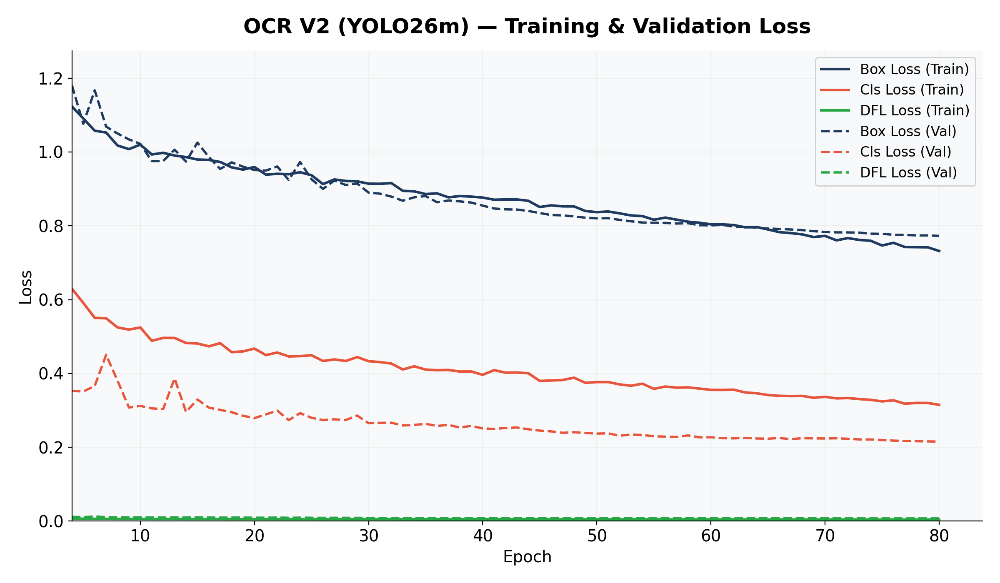 OCR V2 (YOLO26m) — Training & Validation Loss
Box Loss (Train)
Cls Loss (Train)
DFL Loss (Train)
Box Loss (Val)
Cls Loss (Val)
DFL Loss (Val)
1.2
1.0
0.8
0.6
0.4
0.2
0.0
Loss
10 20 30 40 50 60 70 80
Epoch